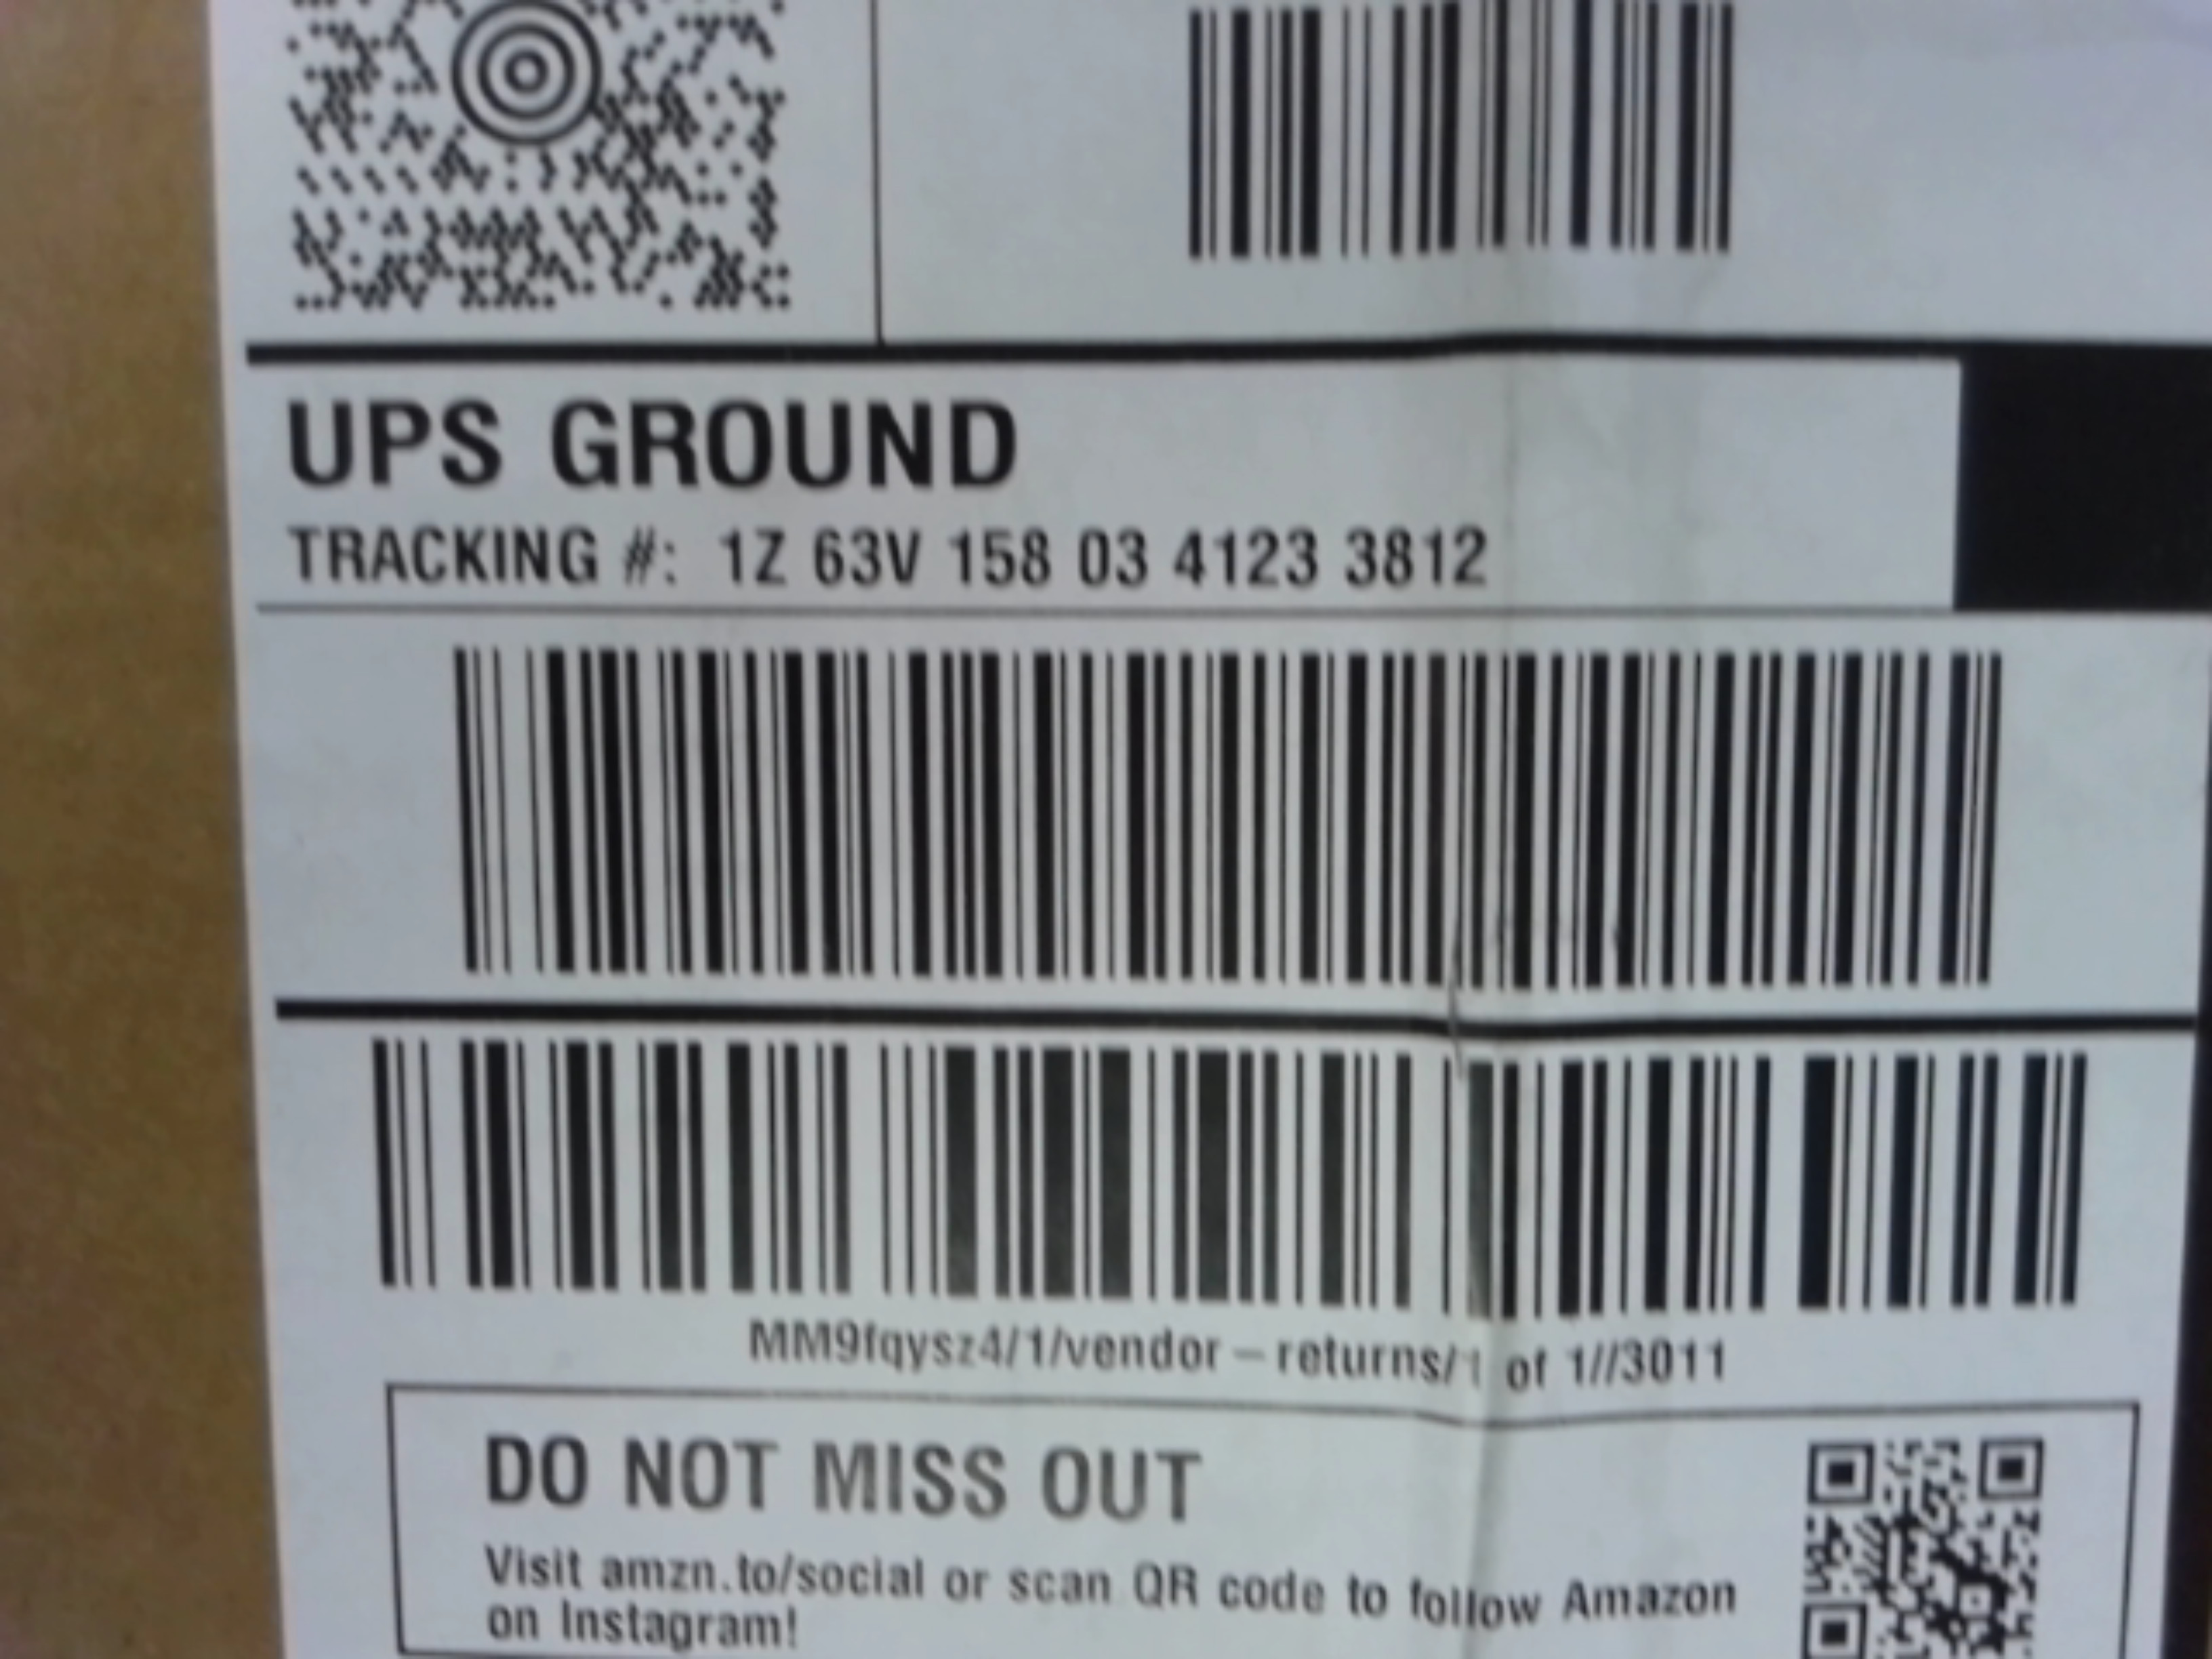 UPS GROUND
TRACKING #: 1Z 63V 158 03 4123 3812
MM9fqysz4/1/vendor-returns/1 of 1//3011
DO NOT MISS OUT
Visit amzn.to/social or scan QR code to follow Amazon
on Instagram!